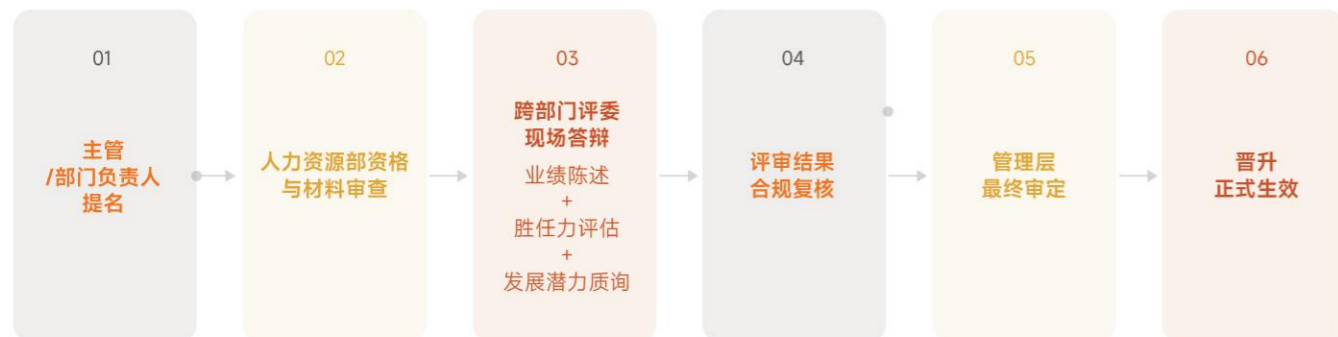 01
主管
/部门负责人
提名
02
人力资源部资格
与材料审查
03
跨部门评委
现场答辩
业绩陈述
+
胜任力评估
+
发展潜力质询
04
评审结果
合规复核
05
管理层
最终审定
06
晋升
正式生效